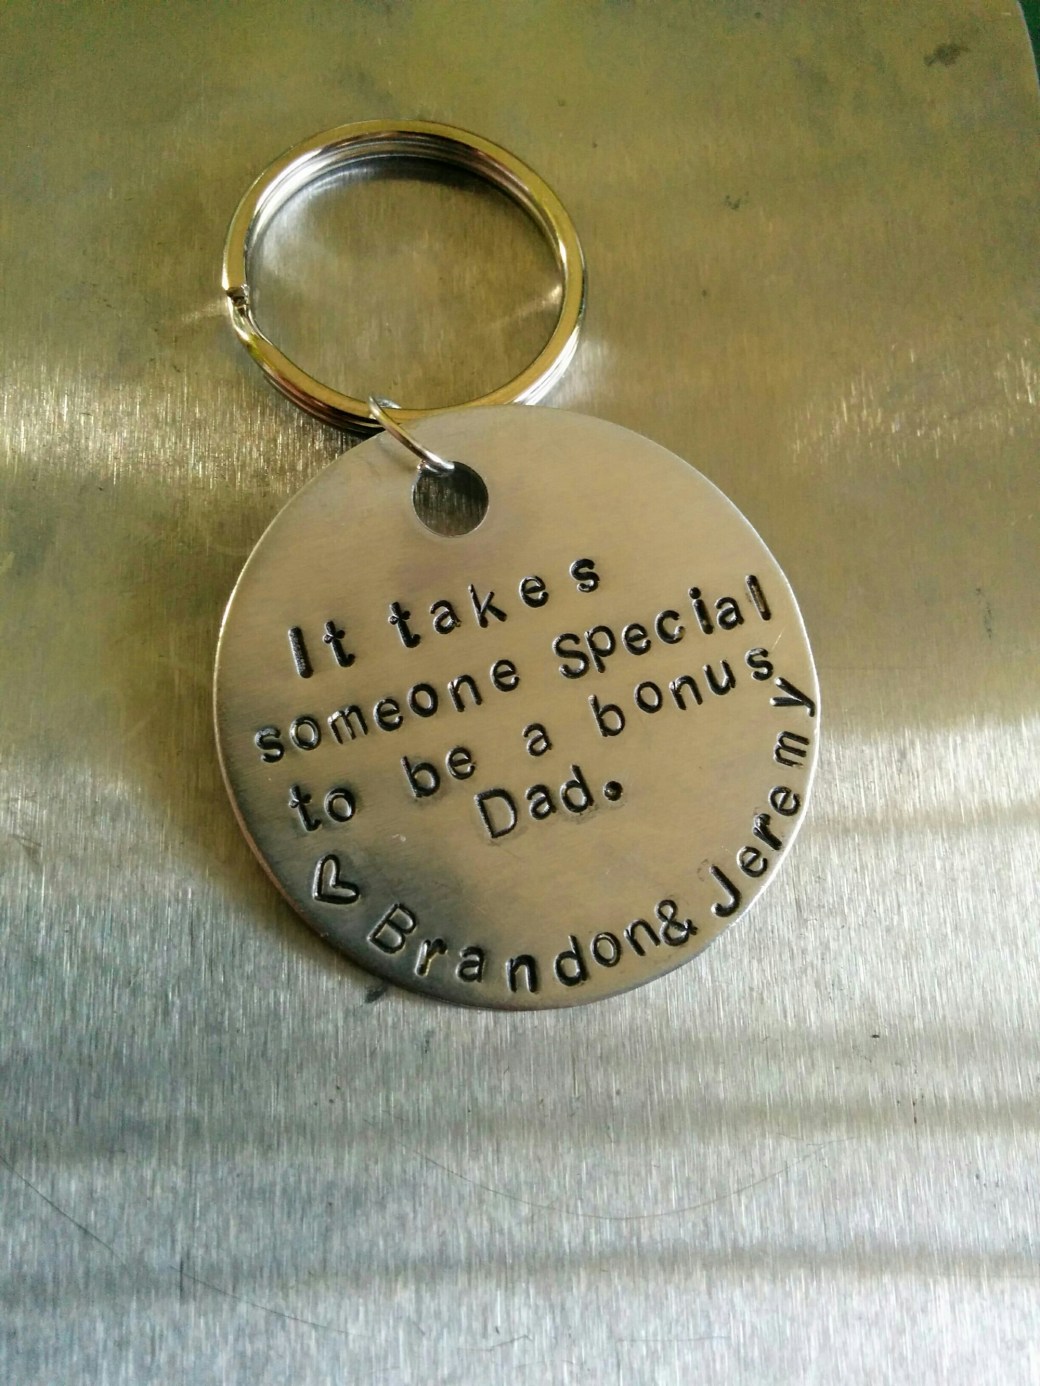 It takes
someone special
to be a bonus
Dad.
♡ Brandon& Jeremy